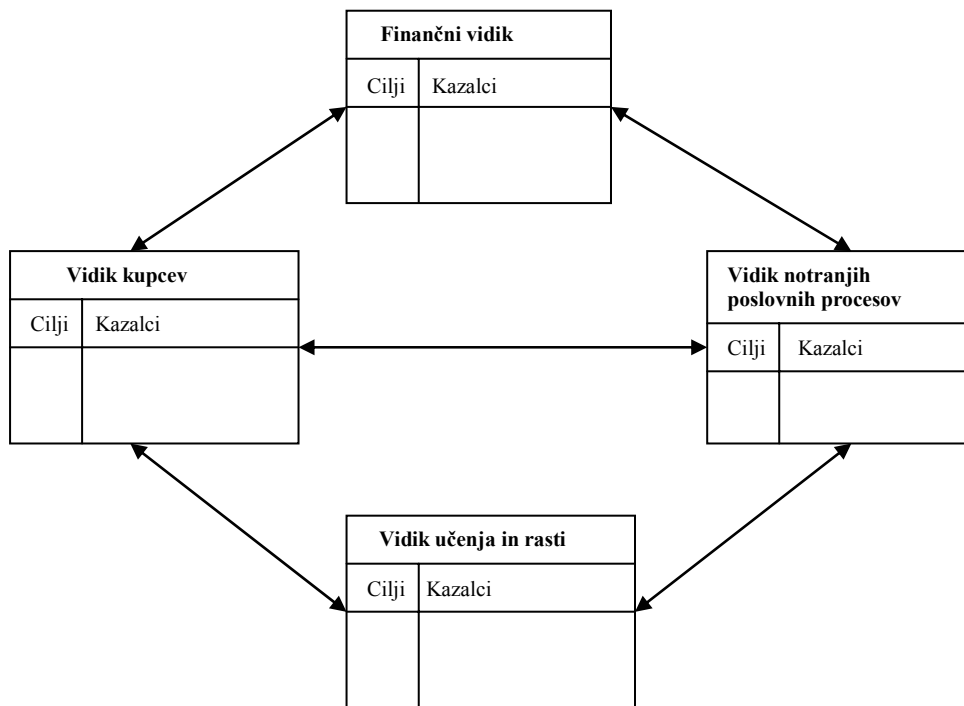 Finančni vidik
Cilji Kazalci
Vidik kupcev
Cilji Kazalci
Vidik notranjih
poslovnih procesov
Cilji Kazalci
Vidik učenja in rasti
Cilji Kazalci